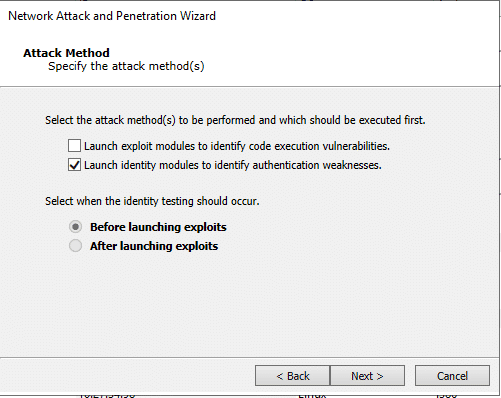 Network Attack and Penetration Wizard
Attack Method
Specify the attack method(s)
Select the attack method(s) to be performed and which should be executed first.
Launch exploit modules to identify code execution vulnerabilities.
Launch identity modules to identify authentication weaknesses.
Select when the identity testing should occur.
Before launching exploits
After launching exploits
< Back
Next >
Cancel